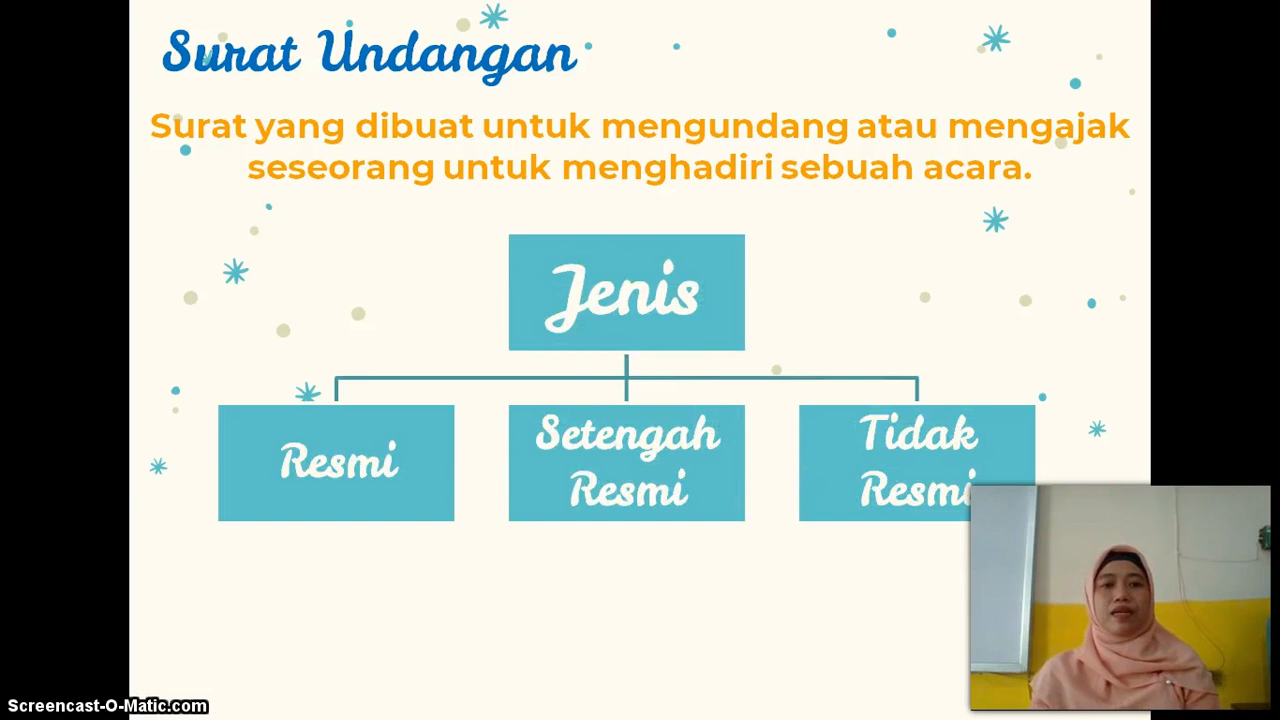 Surat Undangan
Surat yang dibuat untuk mengundang atau mengajak
seseorang untuk menghadiri sebuah acara.
Jenis
Resmi
Setengah
Resmi
Tidak
Resmi
Screencast-O-Matic.com